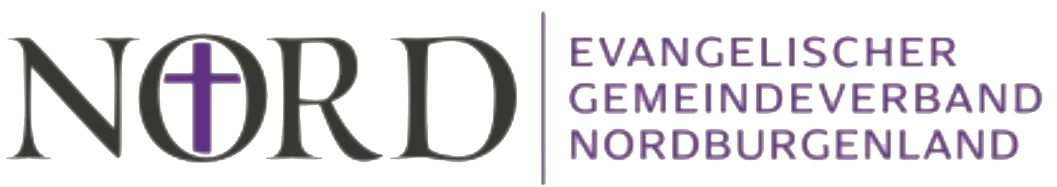 NORD
EVANGELISCHER
GEMEINDEVERBAND
NORDBURGENLAND